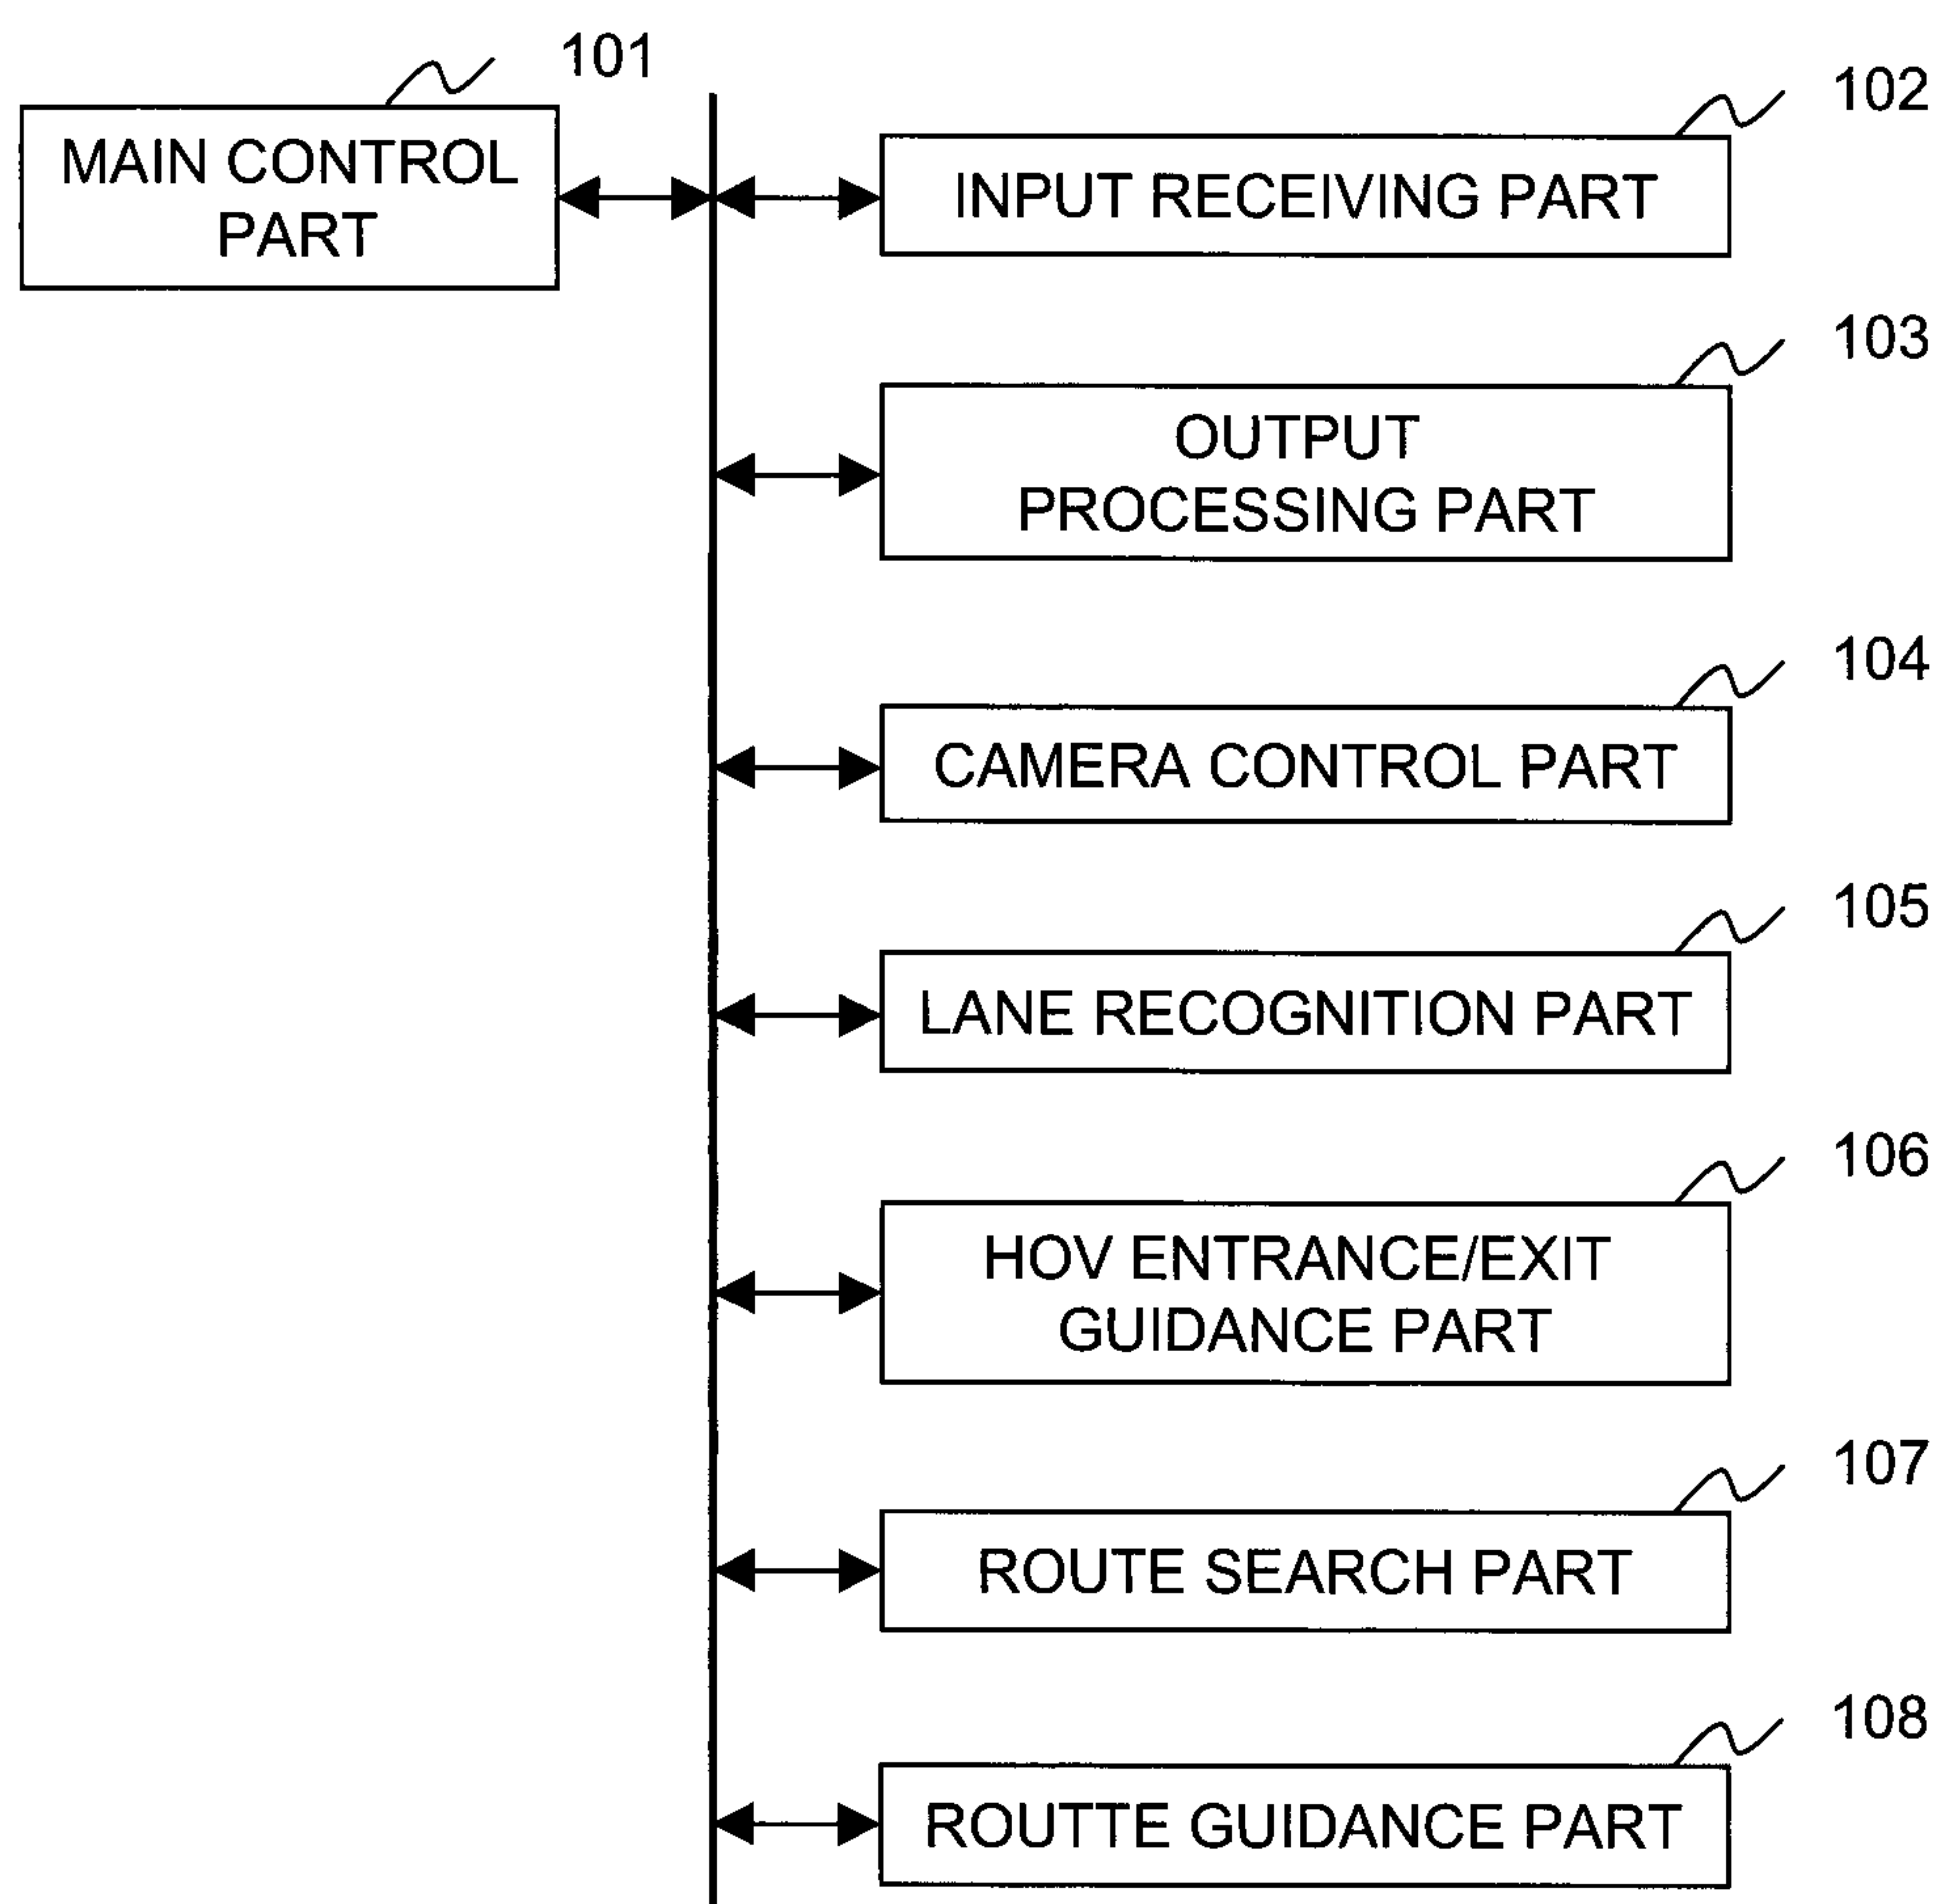 101
MAIN CONTROL
PART
102
INPUT RECEIVING PART
103
OUTPUT
PROCESSING PART
104
CAMERA CONTROL PART
105
LANE RECOGNITION PART
106
HOV ENTRANCE/EXIT
GUIDANCE PART
107
ROUTE SEARCH PART
108
ROUTTE GUIDANCE PART